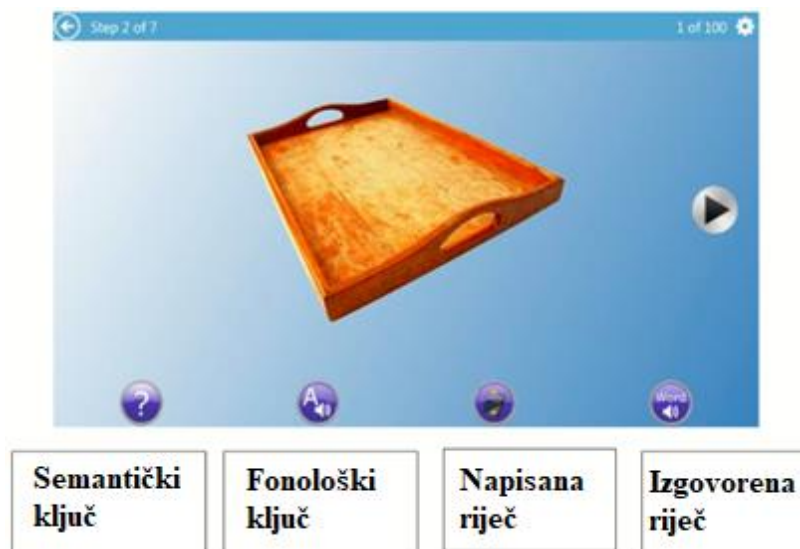 Step 2 of 7
1 of 100
?
A
Word
Semantički
ključ
Fonološki
ključ
Napisana
riječ
Izgovorena
riječ